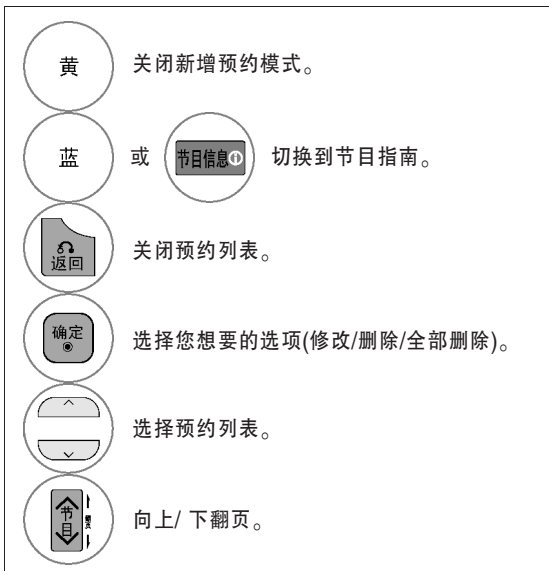 黄 关闭新增预约模式。
蓝 或 节目信息 切换到节目指南。
返回 关闭预约列表。
确定 选择您想要的选项(修改/删除/全部删除)。
选择预约列表。
节目 向上/ 下翻页。